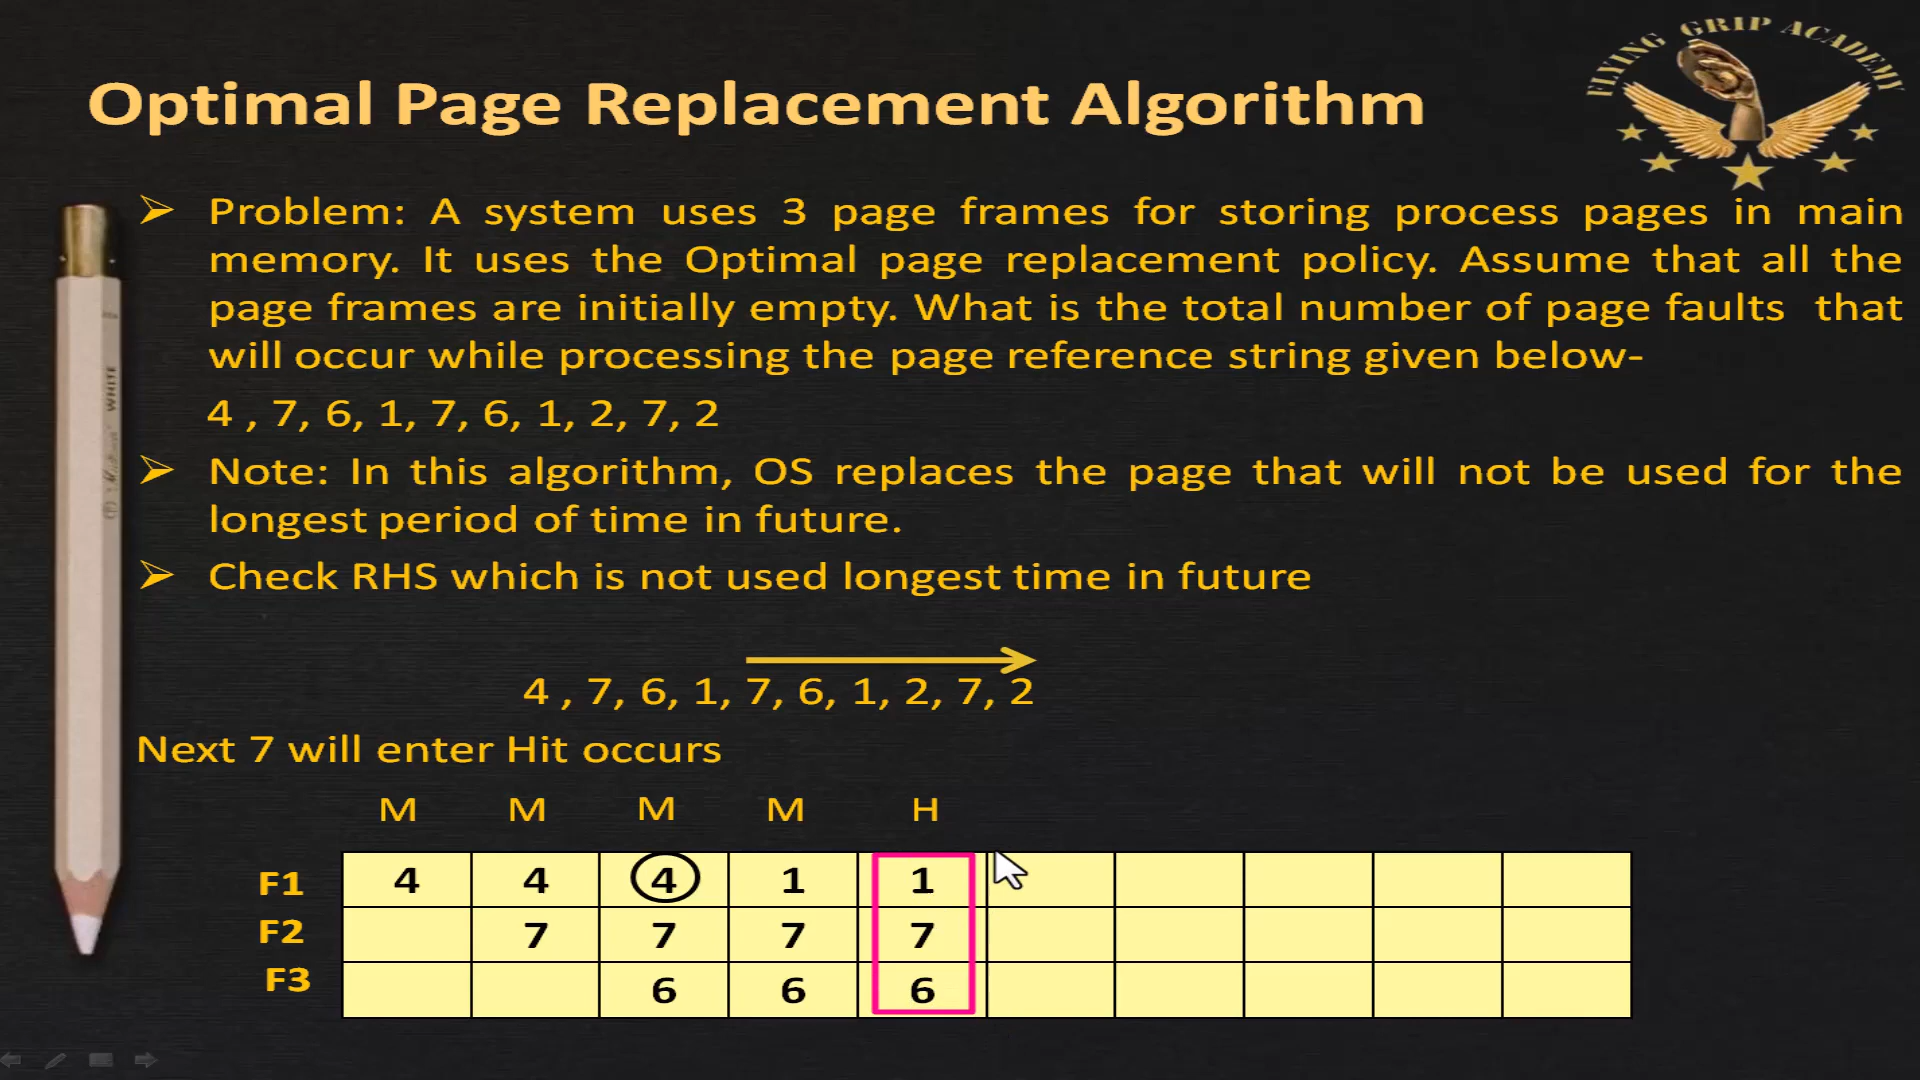 FLYING GRIP ACADEMY
Optimal Page Replacement Algorithm
➢ Problem: A system uses 3 page frames for storing process pages in main
memory. It uses the Optimal page replacement policy. Assume that all the
page frames are initially empty. What is the total number of page faults that
will occur while processing the page reference string given below-
4 , 7, 6, 1, 7, 6, 1, 2, 7, 2
➢ Note: In this algorithm, OS replaces the page that will not be used for the
longest period of time in future.
➢ Check RHS which is not used longest time in future
4 , 7, 6, 1, 7, 6, 1, 2, 7, 2
Next 7 will enter Hit occurs
M M M M H
F1 4 4 4 1 1
F2 7 7 7 7
F3 6 6 6
WHITE